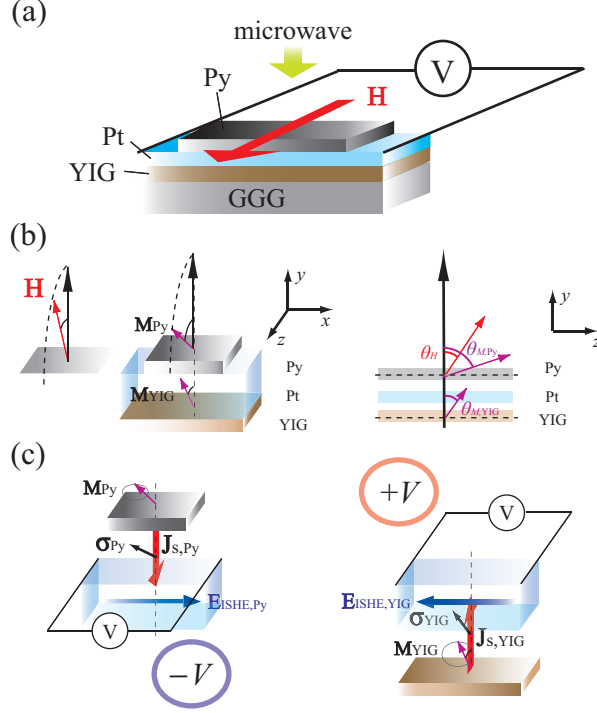 (a)
microwave
V
Py
H
Pt
YIG
GGG
(b)
H
y
x
z
MPy
MYIG
Py
Pt
YIG
y
z
θH
θM,Py
θM,YIG
Py
Pt
YIG
(c)
MPy
σPy
Js,Py
EISHE,Py
V
−V
+V
V
EISHE,YIG
σYIG
Js,YIG
MYIG